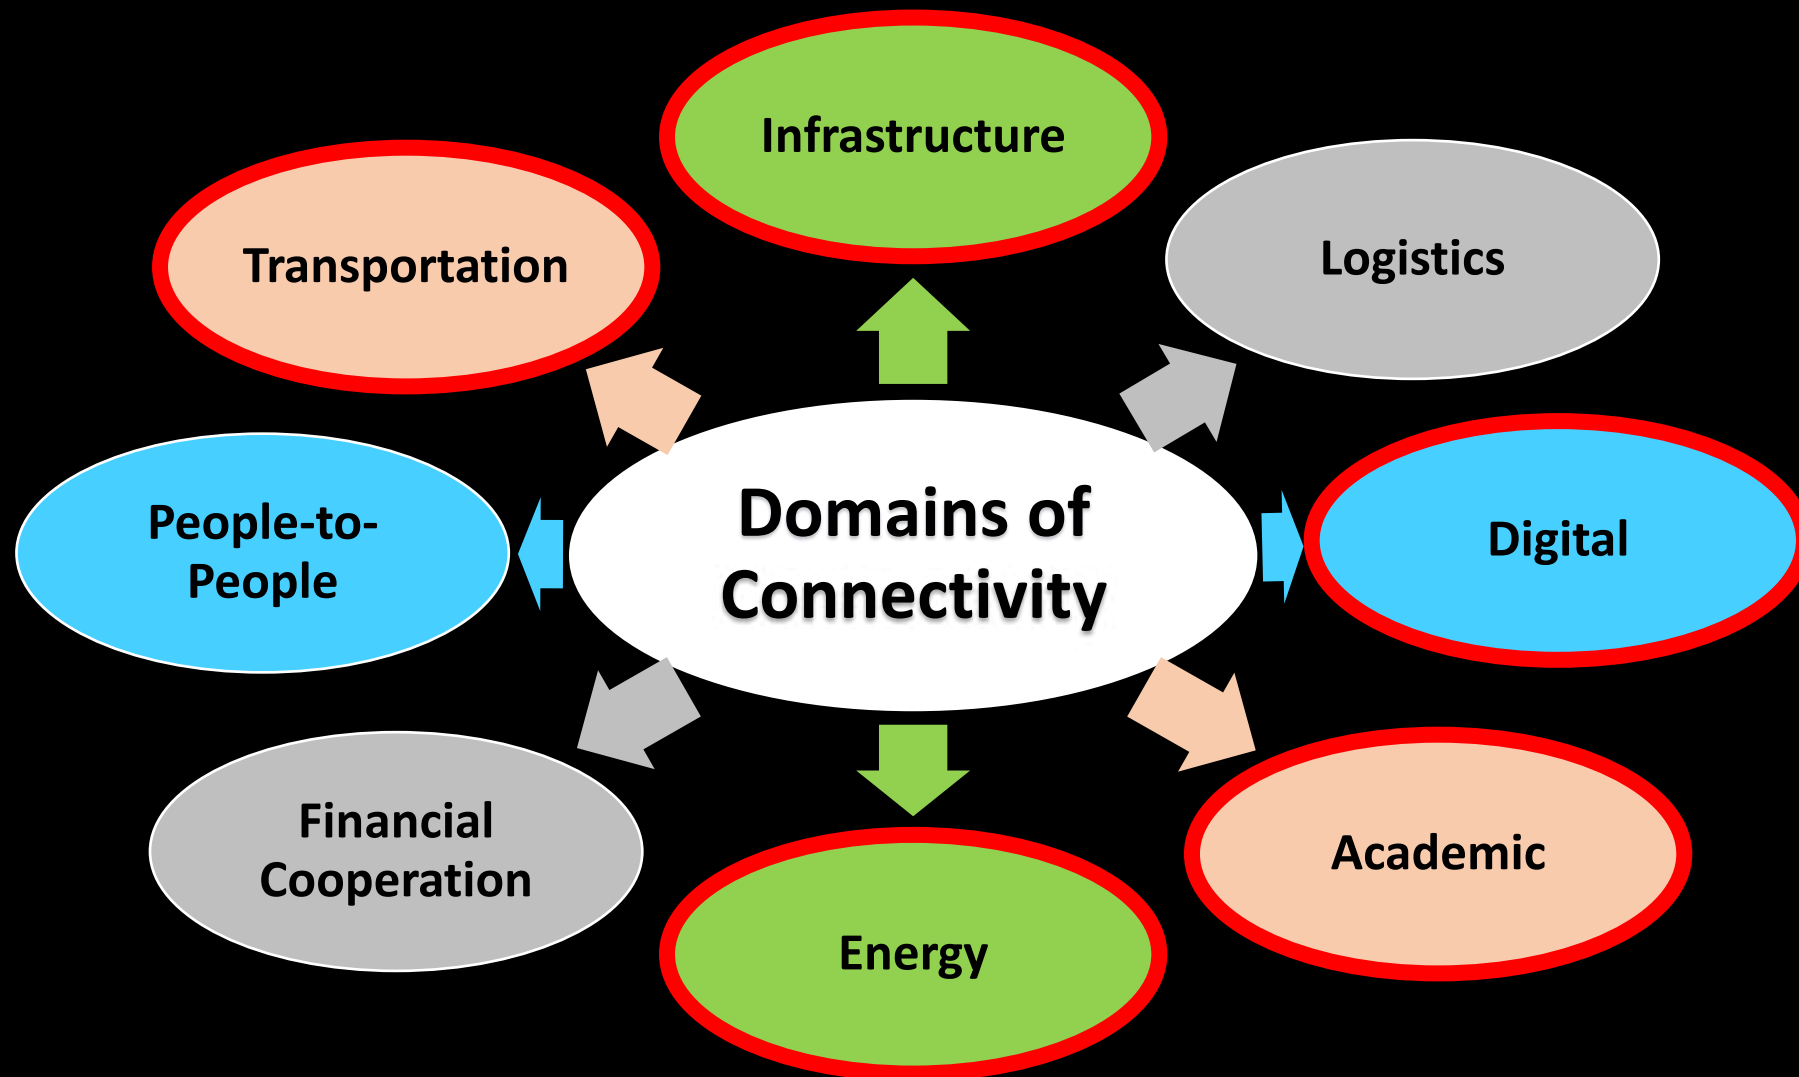 Infrastructure
Logistics
Transportation
Domains of
Connectivity
People-to-
People
Digital
Financial
Cooperation
Academic
Energy